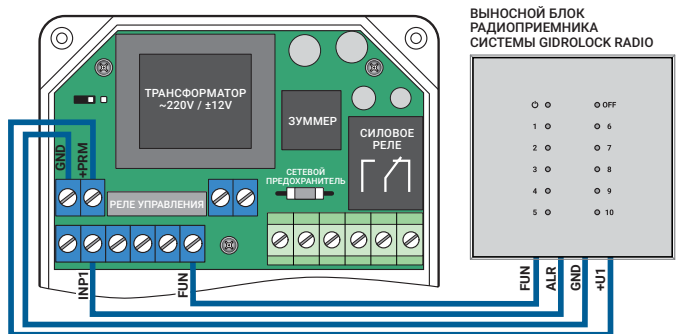 ВЫНОСНОЙ БЛОК
РАДИОПРИЕМНИКА
СИСТЕМЫ GIDROLOCK RADIO
ТРАНСФОРМАТОР
~220V / ±12V
ЗУММЕР
СИЛОВОЕ
РЕЛЕ
СЕТЕВОЙ
ПРЕДОХРАНИТЕЛЬ
GND
+PRM
РЕЛЕ УПРАВЛЕНИЯ
INP1
FUN
OFF
1 6
2 7
3 8
4 9
5 10
FUN
ALR
GND
+U1